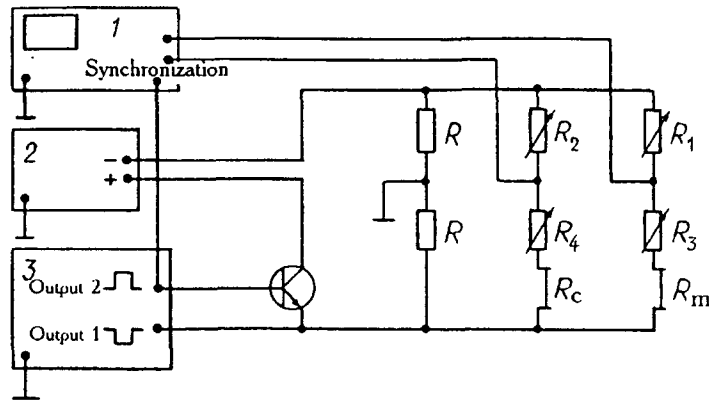 1
Synchronization
2
−
+
3
Output 2
Output 1
R
R₂
R₁
R
R₄
R₃
Rc
Rm